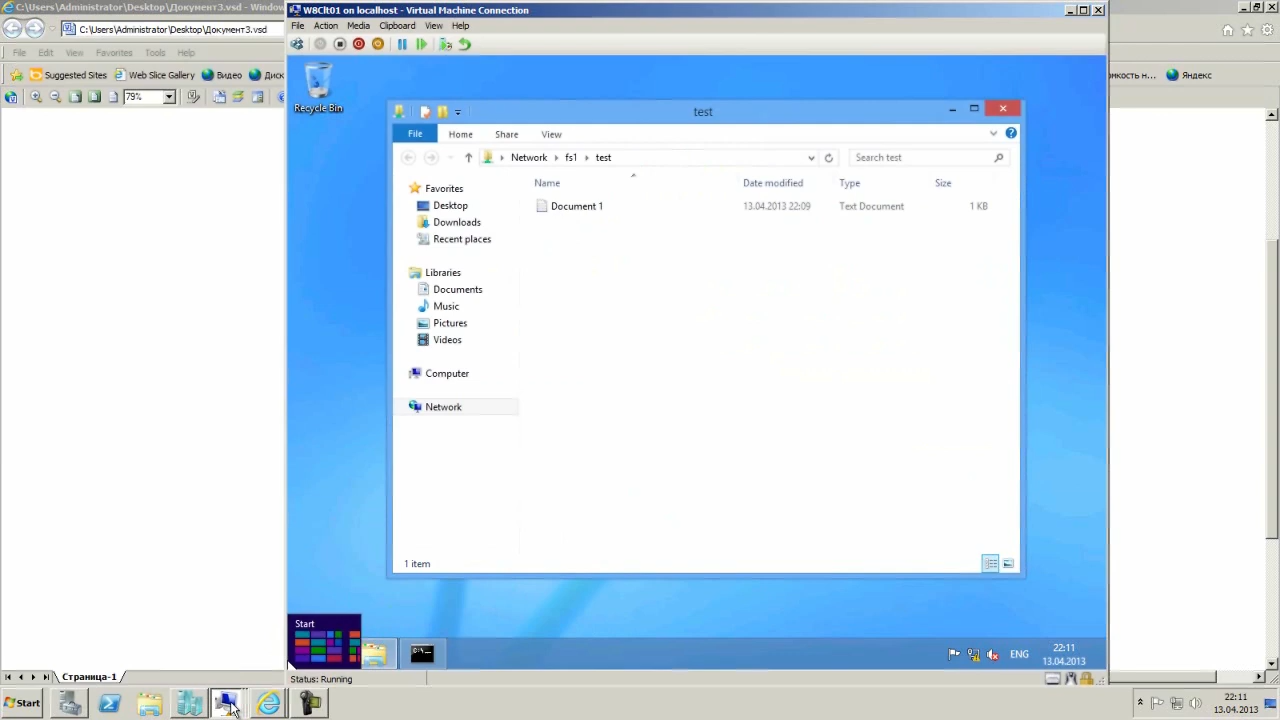 C:\Users\Administrator\Desktop\Документ3.vsd - Window
W8Clt01 on localhost - Virtual Machine Connection
C:\Users\Administrator\Desktop\Документ3.vsd
File Action Media Clipboard View Help
File Edit View Favorites Tools Help
Suggested Sites Web Slice Gallery Видео Диск
мкость н... Яндекс
79%
Recycle Bin
test
File Home Share View
Network fs1 test
Search test
Name Date modified Type Size
Document 1 13.04.2013 22:09 Text Document 1 KB
Favorites
Desktop
Downloads
Recent places
Libraries
Documents
Music
Pictures
Videos
Computer
Network
1 item
Start
C:\.
ENG
22:11
13.04.2013
Страница-1
Status: Running
Start
22:11
13.04.2013